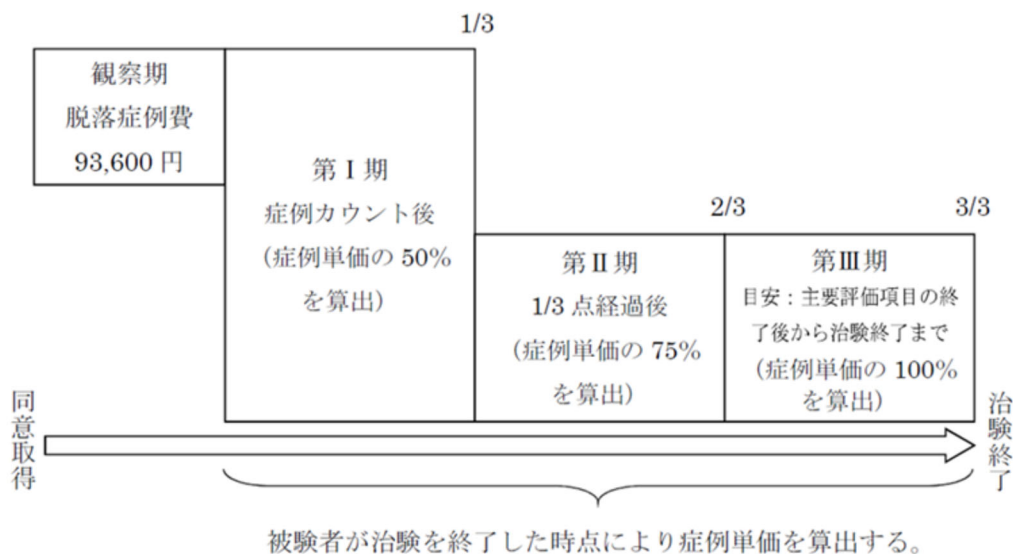 1/3
観察期
脱落症例費
93,600 円
第Ⅰ期
症例カウント後
（症例単価の 50%
を算出）
2/3
3/3
第Ⅱ期
1/3 点経過後
（症例単価の 75%
を算出）
第Ⅲ期
目安：主要評価項目の終
了後から治験終了まで
（症例単価の 100%
を算出）
同意取得
治験終了
被験者が治験を終了した時点により症例単価を算出する。